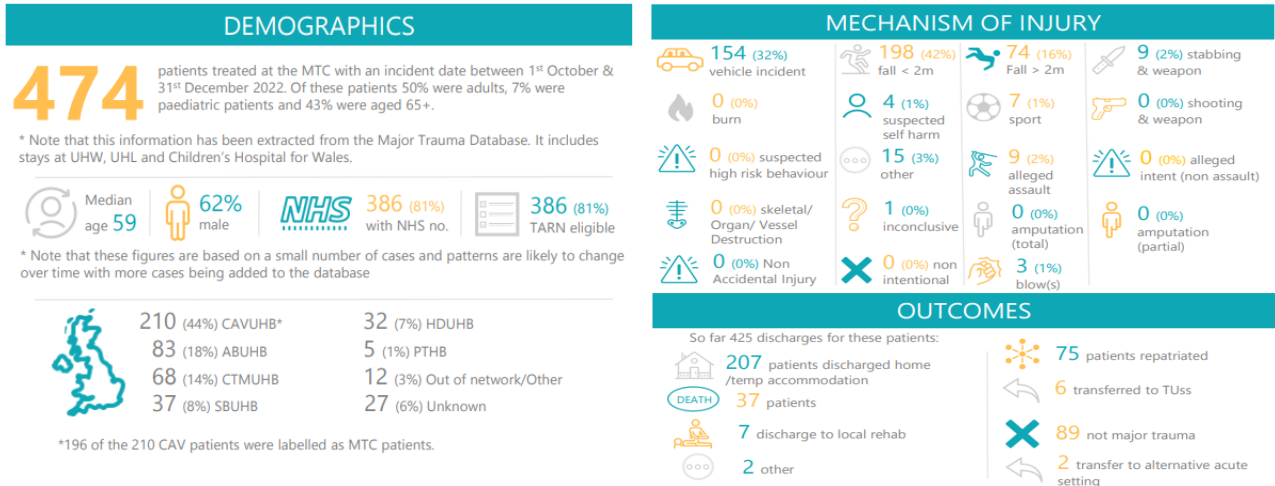 DEMOGRAPHICS
474
patients treated at the MTC with an incident date between 1st October &
31st December 2022. Of these patients 50% were adults, 7% were
paediatric patients and 43% were aged 65+.
* Note that this information has been extracted from the Major Trauma Database. It includes
stays at UHW, UHL and Children's Hospital for Wales.
Median
age 59
62%
male
NHS
386 (81%)
with NHS no.
386 (81%)
TARN eligible
* Note that these figures are based on a small number of cases and patterns are likely to change
over time with more cases being added to the database
210 (44%) CAVUHB*
83 (18%) ABUHB
68 (14%) CTMUHB
37 (8%) SBUHB
32 (7%) HDUHB
5 (1%) PTHB
12 (3%) Out of network/Other
27 (6%) Unknown
*196 of the 210 CAV patients were labelled as MTC patients.
MECHANISM OF INJURY
154 (32%)
vehicle incident
198 (42%)
fall < 2m
74 (16%)
Fall > 2m
9 (2%) stabbing
& weapon
0 (0%)
burn
4 (1%)
suspected
self harm
7 (1%)
sport
0 (0%) shooting
& weapon
0 (0%) suspected
high risk behaviour
15 (3%)
other
9 (2%)
alleged
assault
0 (0%) alleged
intent (non assault)
0 (0%) skeletal/
Organ/ Vessel
Destruction
1 (0%)
inconclusive
0 (0%)
amputation
(total)
0 (0%)
amputation
(partial)
0 (0%) Non
Accidental Injury
0 (0%) non
intentional
3 (1%)
blow(s)
OUTCOMES
So far 425 discharges for these patients:
207 patients discharged home
/temp accommodation
DEATH
37 patients
7 discharge to local rehab
2 other
75 patients repatriated
6 transferred to TUss
89 not major trauma
2 transfer to alternative acute
setting